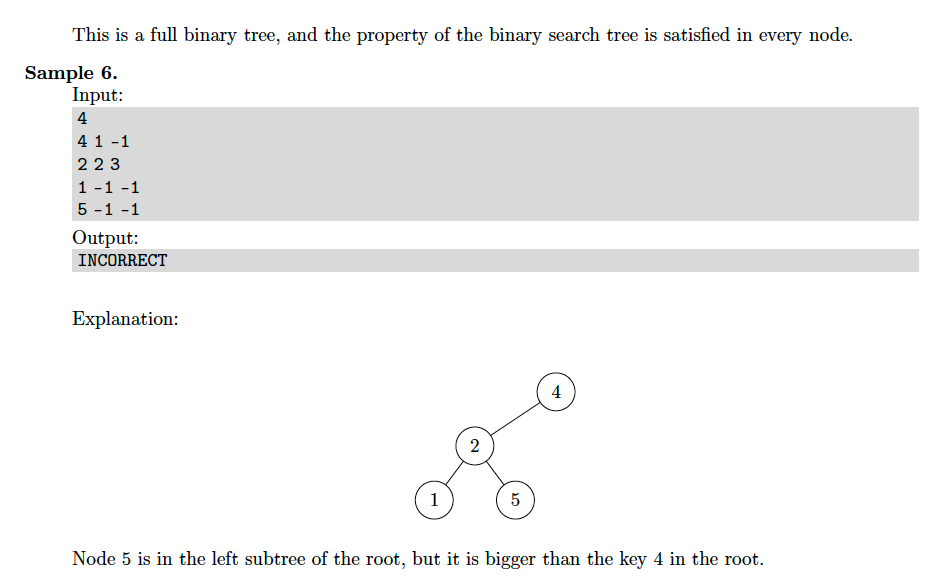 This is a full binary tree, and the property of the binary search tree is satisfied in every node.
Sample 6.
Input:
4
4 1 -1
2 2 3
1 -1 -1
5 -1 -1
Output:
INCORRECT
Explanation:
4
2
1 5
Node 5 is in the left subtree of the root, but it is bigger than the key 4 in the root.